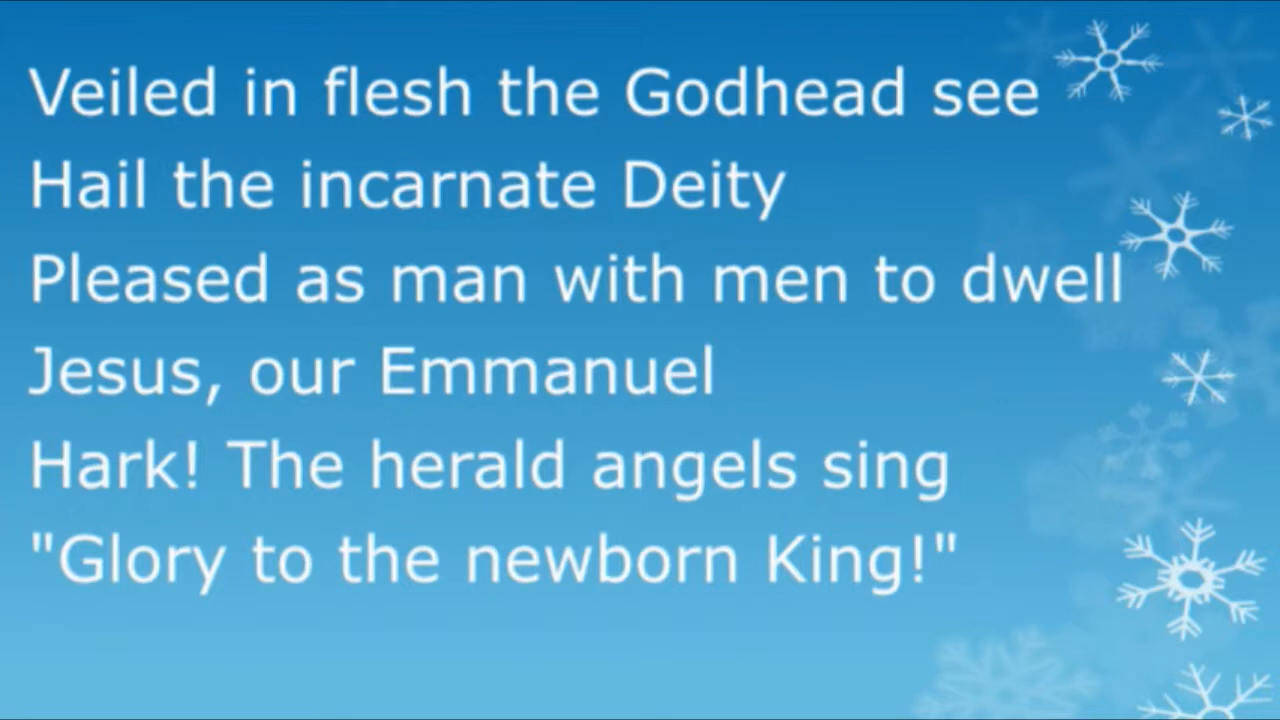 Veiled in flesh the Godhead see
Hail the incarnate Deity
Pleased as man with men to dwell
Jesus, our Emmanuel
Hark! The herald angels sing
"Glory to the newborn King!"